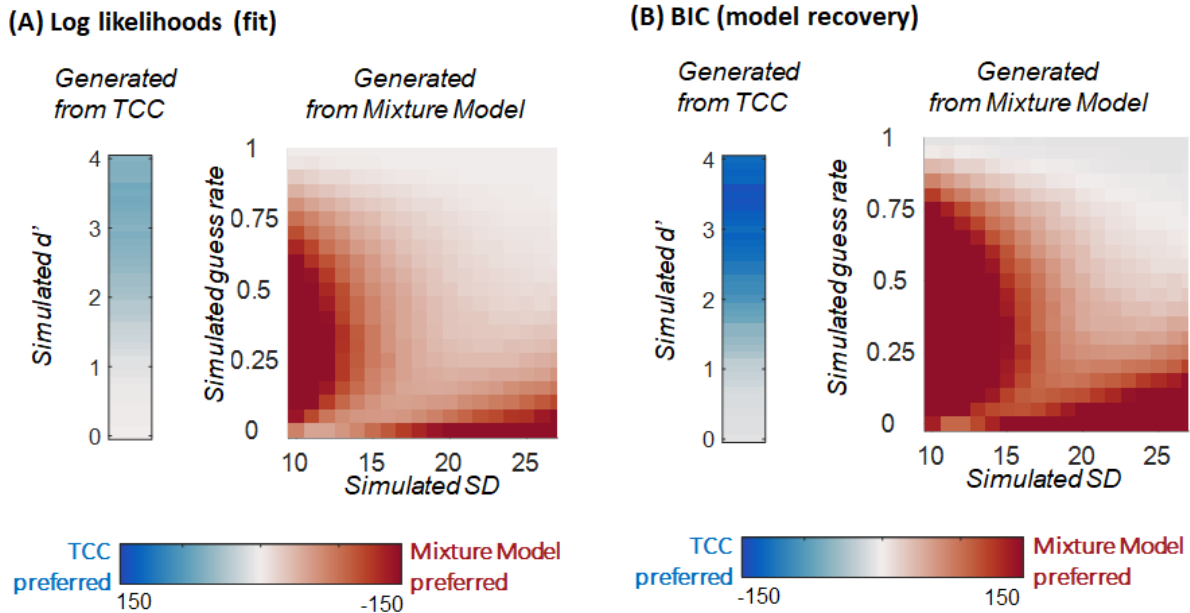 (A) Log likelihoods (fit)
Generated
from TCC
Generated
from Mixture Model
Simulated d'
4
3
2
1
0
Simulated guess rate
1
0.75
0.5
0.25
0
10
15
20
25
Simulated SD
TCC
preferred
150
-150
Mixture Model
preferred
(B) BIC (model recovery)
Generated
from TCC
Generated
from Mixture Model
Simulated d'
4
3
2
1
0
Simulated guess rate
1
0.75
0.5
0.25
0
10
15
20
25
Simulated SD
TCC
preferred
-150
150
Mixture Model
preferred